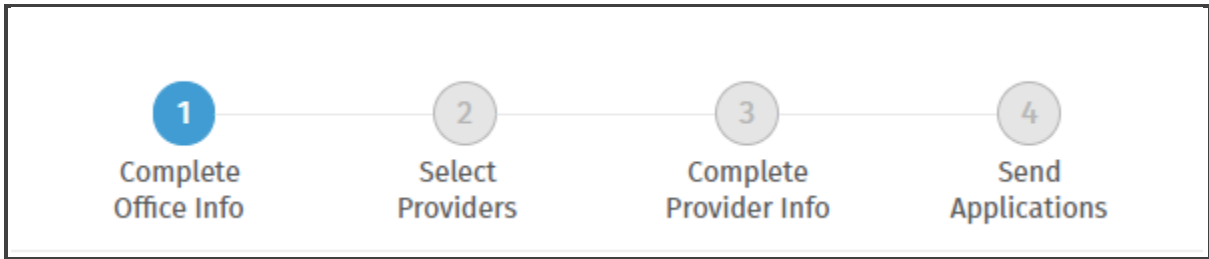 1
Complete
Office Info
2
Select
Providers
3
Complete
Provider Info
4
Send
Applications